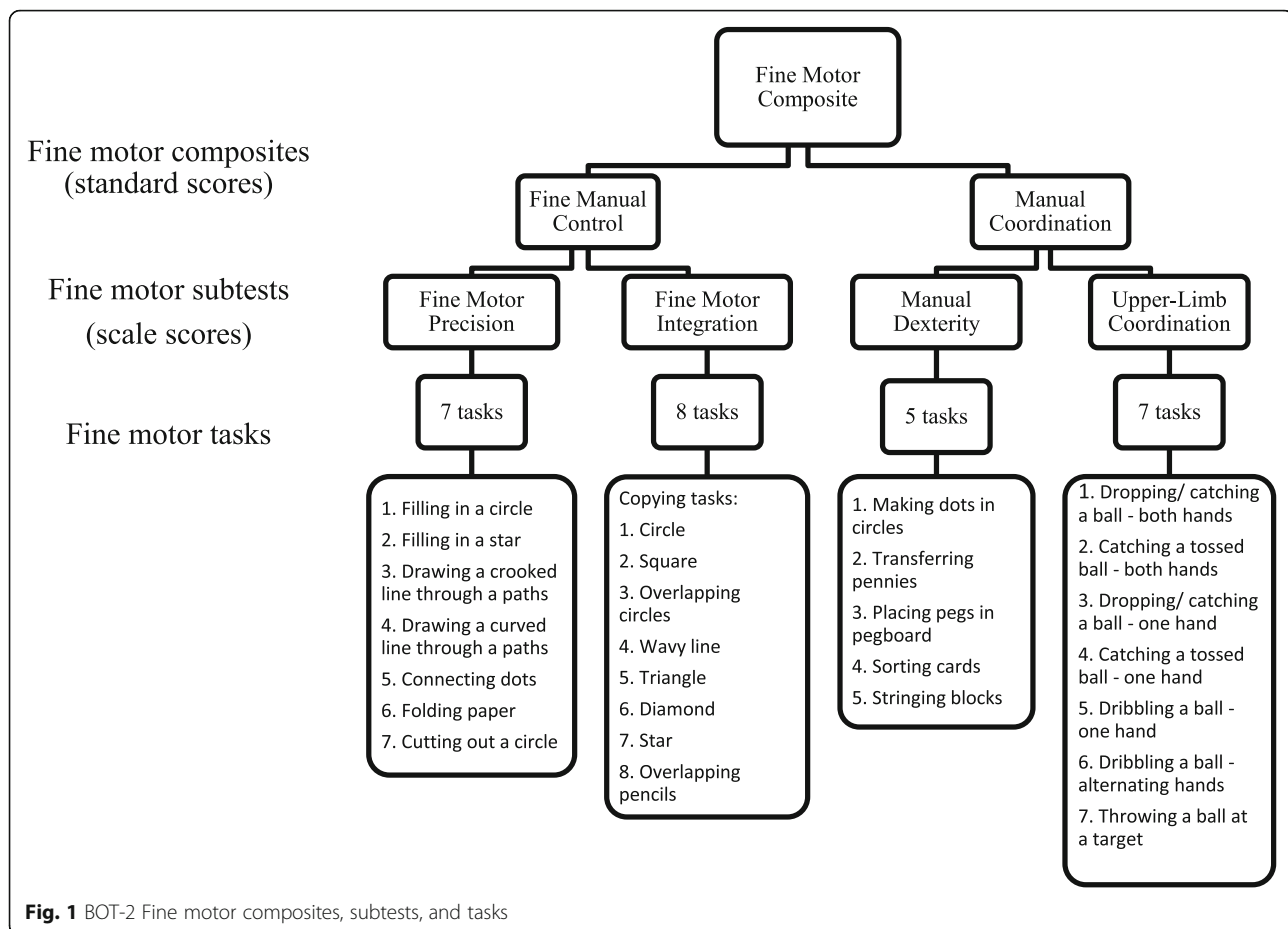 Fine Motor
Composite
Fine motor composites
(standard scores)
Fine Manual
Control
Manual
Coordination
Fine motor subtests
(scale scores)
Fine Motor
Precision
Fine Motor
Integration
Manual
Dexterity
Upper-Limb
Coordination
Fine motor tasks
7 tasks
8 tasks
5 tasks
7 tasks
1. Filling in a circle
2. Filling in a star
3. Drawing a crooked
line through a paths
4. Drawing a curved
line through a paths
5. Connecting dots
6. Folding paper
7. Cutting out a circle
Copying tasks:
1. Circle
2. Square
3. Overlapping
circles
4. Wavy line
5. Triangle
6. Diamond
7. Star
8. Overlapping
pencils
1. Making dots in
circles
2. Transferring
pennies
3. Placing pegs in
pegboard
4. Sorting cards
5. Stringing blocks
1. Dropping/ catching
a ball - both hands
2. Catching a tossed
ball - both hands
3. Dropping/ catching
a ball - one hand
4. Catching a tossed
ball - one hand
5. Dribbling a ball -
one hand
6. Dribbling a ball -
alternating hands
7. Throwing a ball at
a target
Fig. 1 BOT-2 Fine motor composites, subtests, and tasks